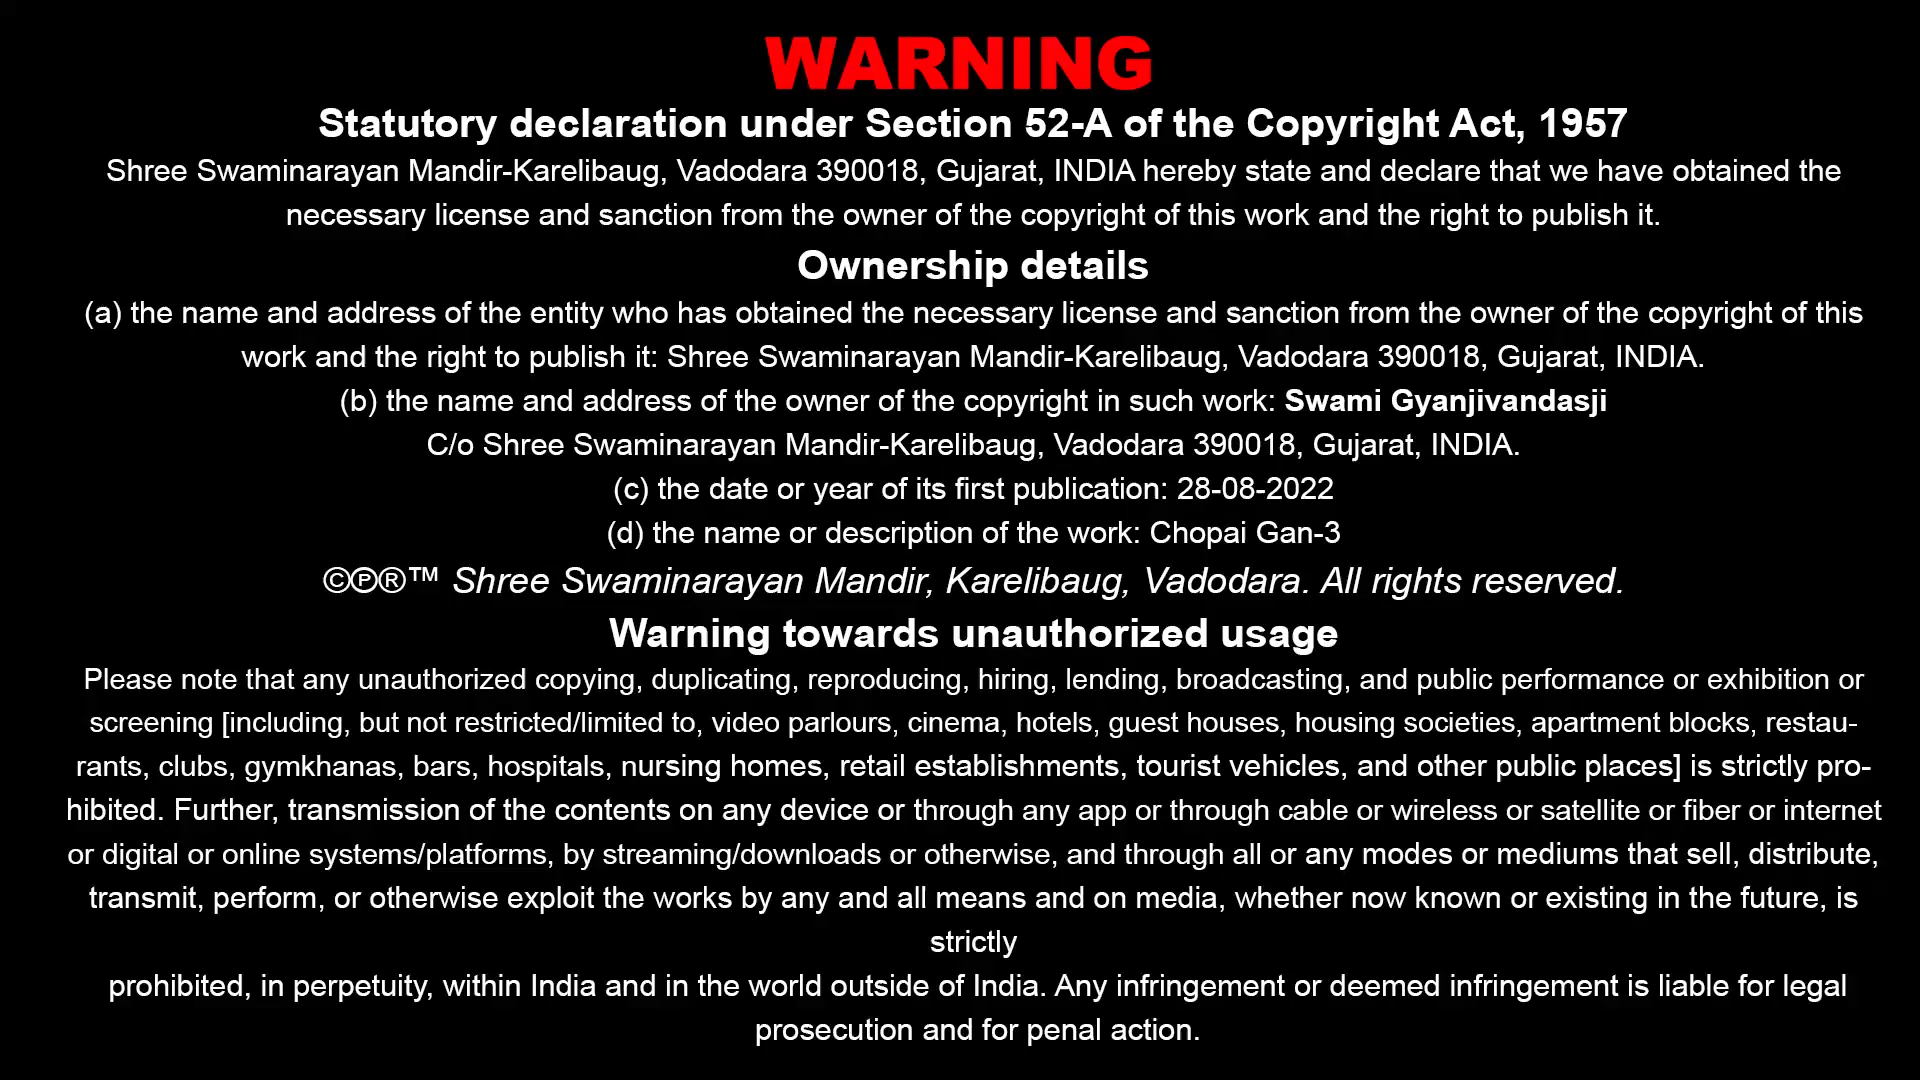 WARNING
Statutory declaration under Section 52-A of the Copyright Act, 1957
Shree Swaminarayan Mandir-Karelibaug, Vadodara 390018, Gujarat, INDIA hereby state and declare that we have obtained the
necessary license and sanction from the owner of the copyright of this work and the right to publish it.
Ownership details
(a) the name and address of the entity who has obtained the necessary license and sanction from the owner of the copyright of this
work and the right to publish it: Shree Swaminarayan Mandir-Karelibaug, Vadodara 390018, Gujarat, INDIA.
(b) the name and address of the owner of the copyright in such work: Swami Gyanjivandasji
C/o Shree Swaminarayan Mandir-Karelibaug, Vadodara 390018, Gujarat, INDIA.
(c) the date or year of its first publication: 28-08-2022
(d) the name or description of the work: Chopai Gan-3
©℗®™ Shree Swaminarayan Mandir, Karelibaug, Vadodara. All rights reserved.
Warning towards unauthorized usage
Please note that any unauthorized copying, duplicating, reproducing, hiring, lending, broadcasting, and public performance or exhibition or
screening [including, but not restricted/limited to, video parlours, cinema, hotels, guest houses, housing societies, apartment blocks, restau-
rants, clubs, gymkhanas, bars, hospitals, nursing homes, retail establishments, tourist vehicles, and other public places] is strictly pro-
hibited. Further, transmission of the contents on any device or through any app or through cable or wireless or satellite or fiber or internet
or digital or online systems/platforms, by streaming/downloads or otherwise, and through all or any modes or mediums that sell, distribute,
transmit, perform, or otherwise exploit the works by any and all means and on media, whether now known or existing in the future, is
strictly
prohibited, in perpetuity, within India and in the world outside of India. Any infringement or deemed infringement is liable for legal
prosecution and for penal action.